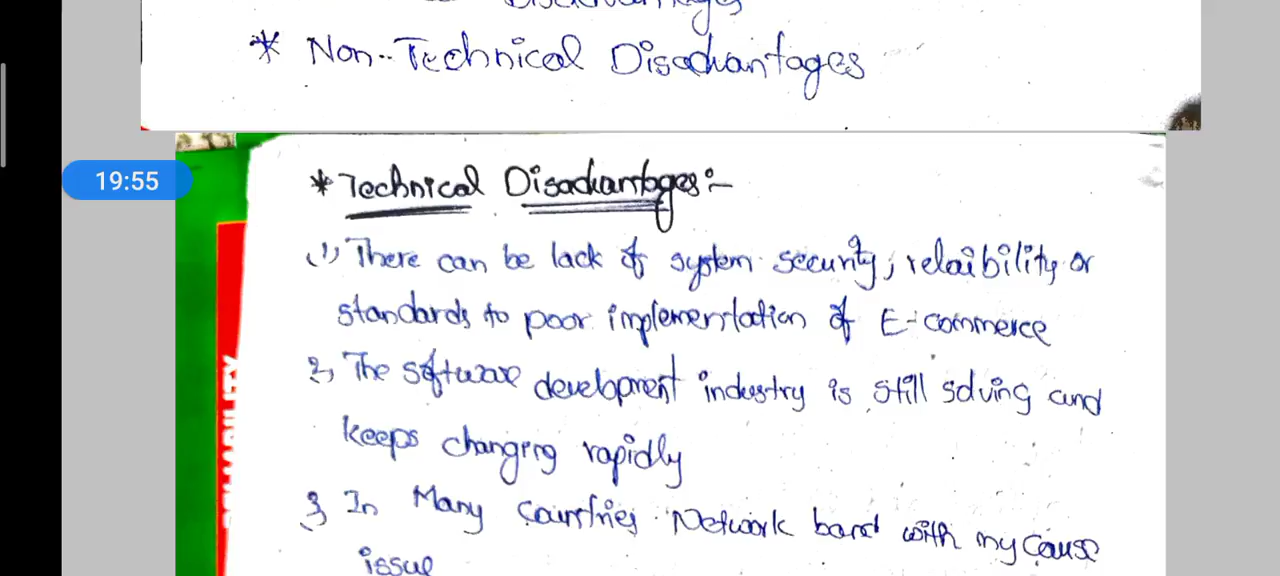 * Non-Technical Disadvantages
19:55
*Technical Disadvantages:-
(1) There can be lack of system security, relaibility or
standards to poor implementation of E-commerce
2) The software development industry is still solving and
keeps changing rapidly
3) In Many Countries Network band with my cause
issue